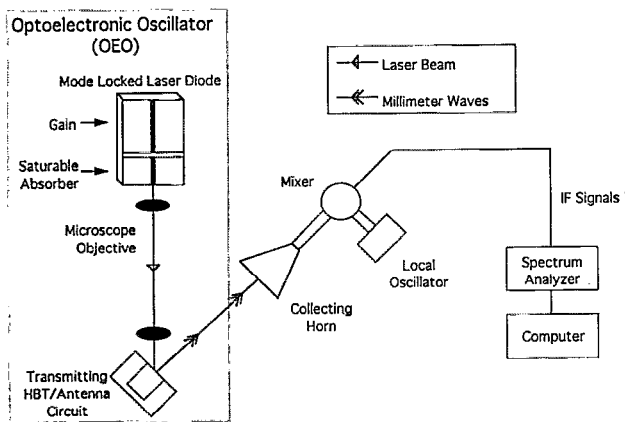 Optoelectronic Oscillator
(OEO)
Mode Locked Laser Diode
Gain
Saturable
Absorber
Microscope
Objective
Transmitting
HBT/Antenna
Circuit
Laser Beam
Millimeter Waves
Mixer
Local
Oscillator
Collecting
Horn
IF Signals
Spectrum
Analyzer
Computer